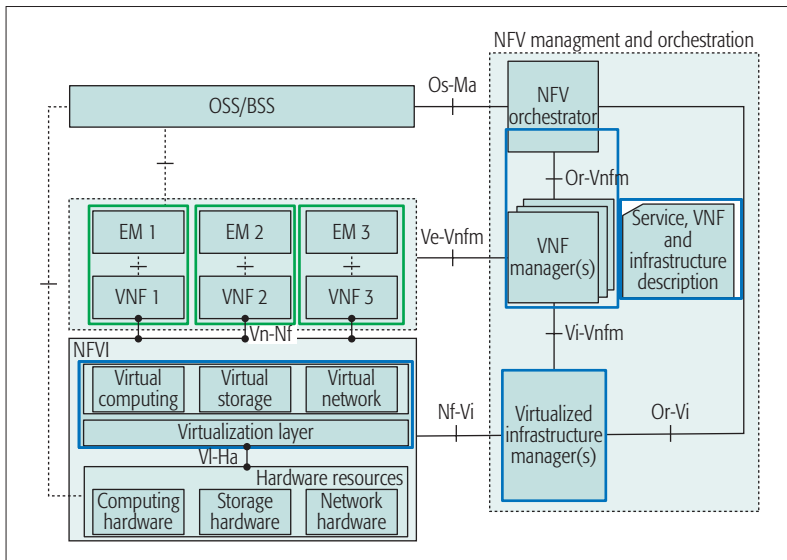 NFV managment and orchestration
Os-Ma
OSS/BSS
NFV
orchestrator
Or-Vnfm
EM 1
EM 2
EM 3
Ve-Vnfm
VNF
manager(s)
Service, VNF
and
infrastructure
description
VNF 1
VNF 2
VNF 3
Vn-Nf
Vi-Vnfm
NFVI
Virtual
computing
Virtual
storage
Virtual
network
Virtualization layer
Nf-Vi
Virtualized
infrastructure
manager(s)
Or-Vi
Vl-Ha
Hardware resources
Computing
hardware
Storage
hardware
Network
hardware